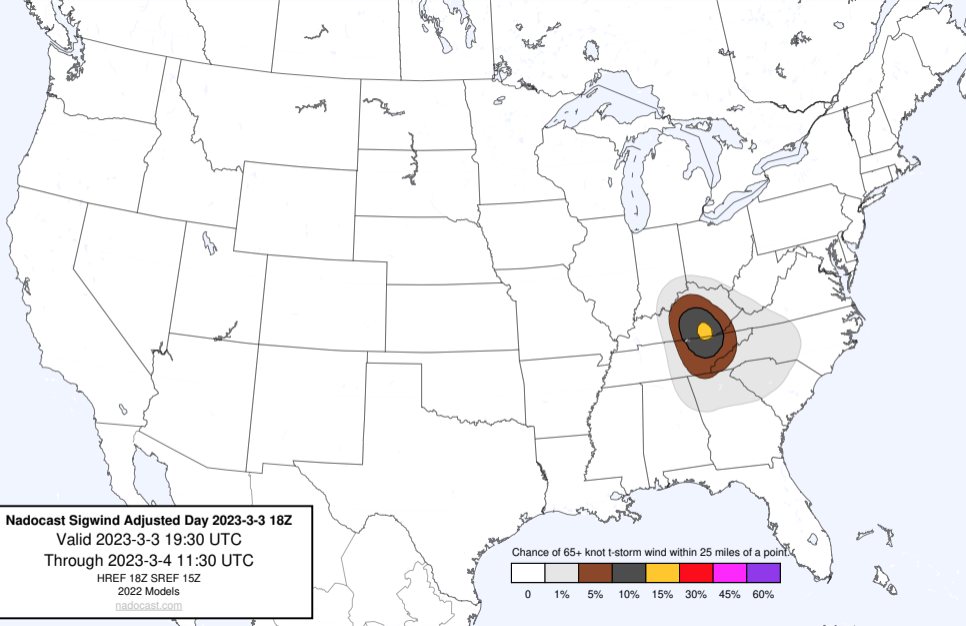 Nadocast Sigwind Adjusted Day 2023-3-3 18Z
Valid 2023-3-3 19:30 UTC
Through 2023-3-4 11:30 UTC
HREF 18Z SREF 15Z
2022 Models
nadocast.com
Chance of 65+ knot t-storm wind within 25 miles of a point.
0 1% 5% 10% 15% 30% 45% 60%